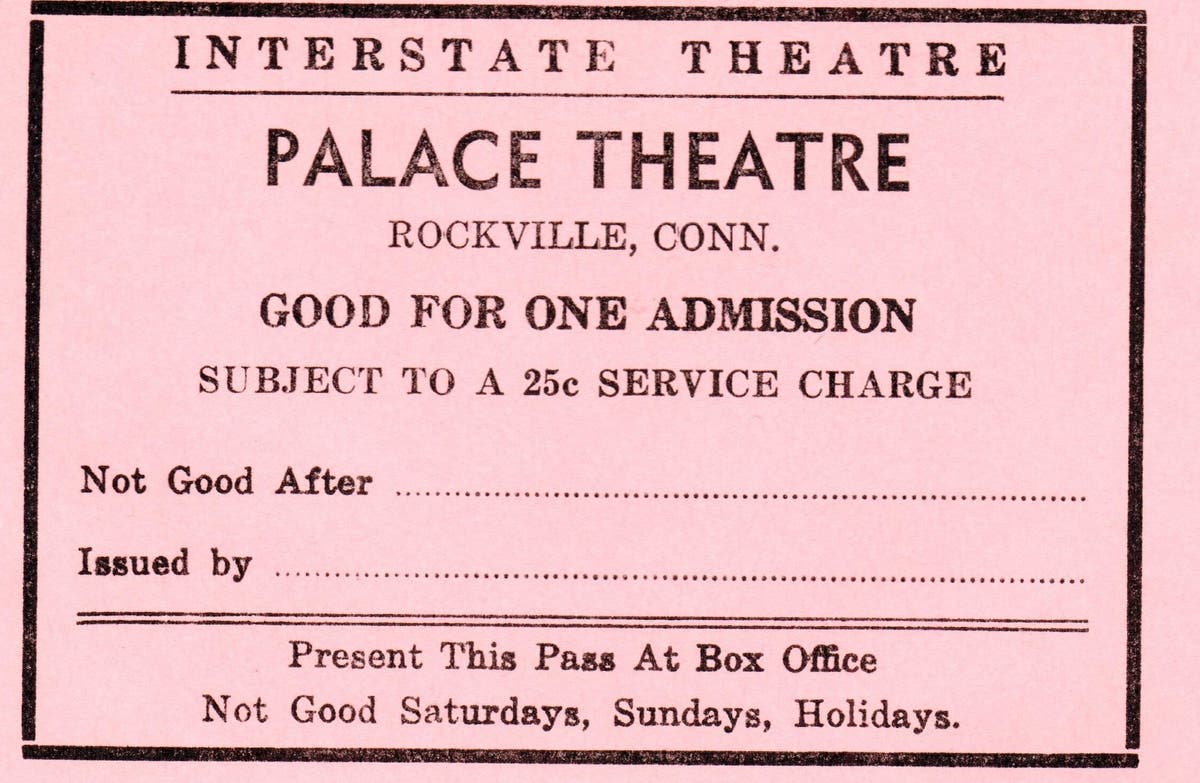 INTERSTATE THEATRE
PALACE THEATRE
ROCKVILLE, CONN.
GOOD FOR ONE ADMISSION
SUBJECT TO A 25c SERVICE CHARGE
Not Good After ........................................
Issued by ........................................
Present This Pass At Box Office
Not Good Saturdays, Sundays, Holidays.